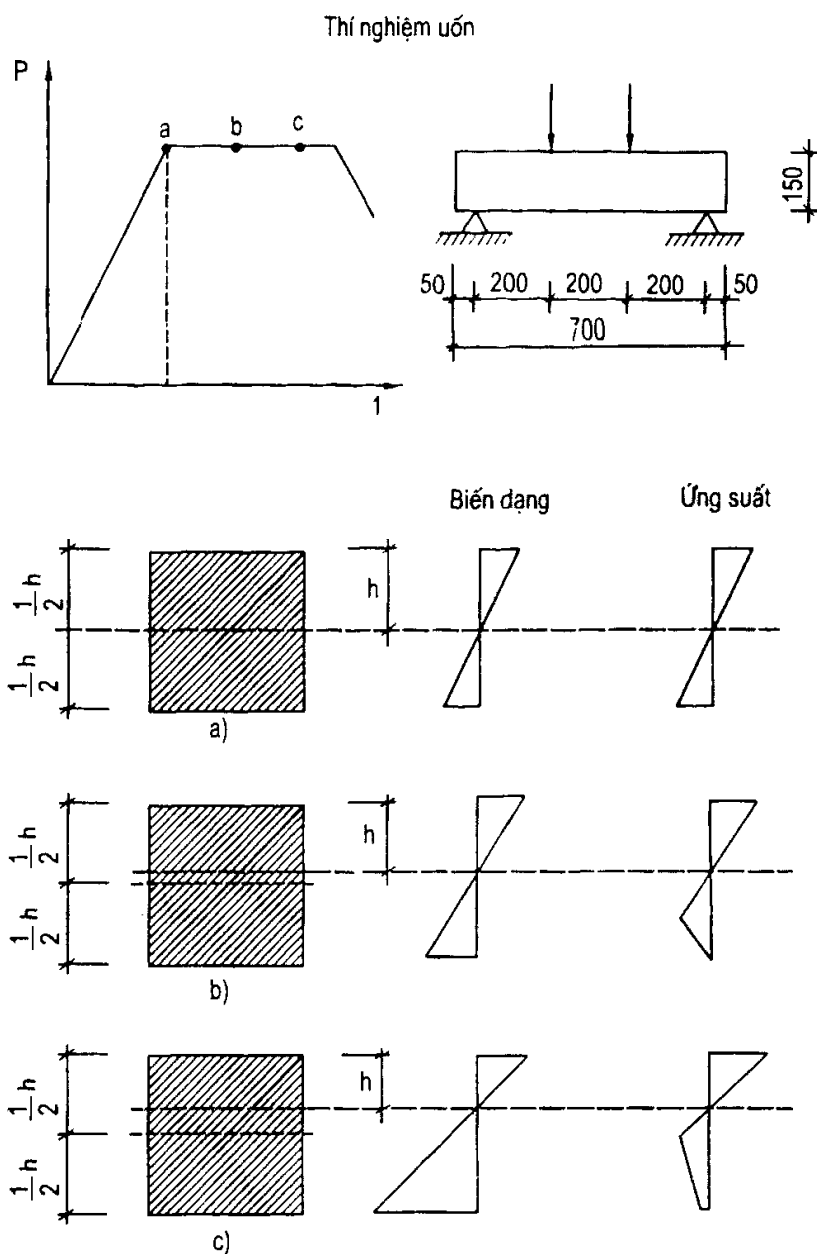 Thí nghiệm uốn
P
a
b
c
1
150
50
200
200
200
50
700
Biến dạng
Ứng suất
1/2 h
1/2 h
h
a)
1/2 h
1/2 h
h
b)
1/2 h
1/2 h
h
c)